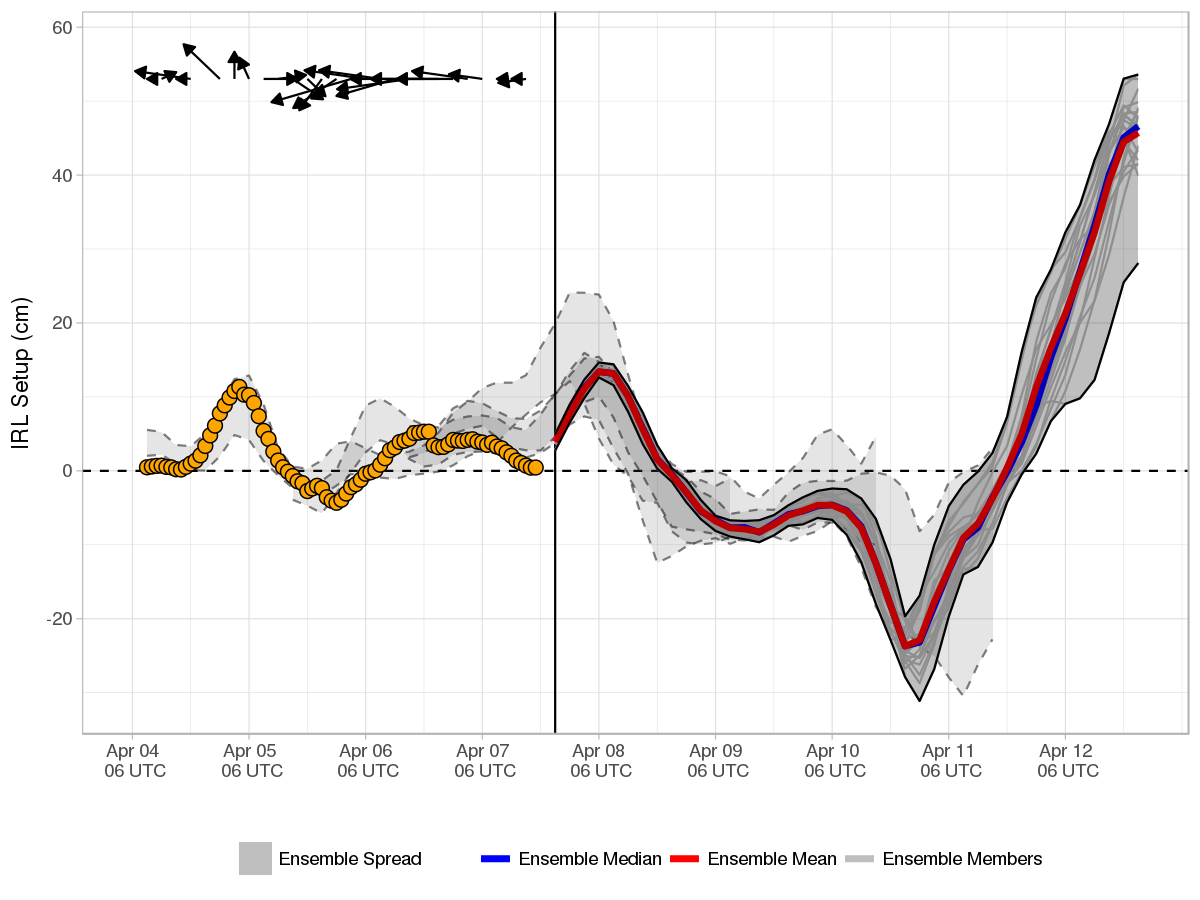 60
40
20
0
-20
IRL Setup (cm)
Apr 04 Apr 05 Apr 06 Apr 07 Apr 08 Apr 09 Apr 10 Apr 11 Apr 12
06 UTC 06 UTC 06 UTC 06 UTC 06 UTC 06 UTC 06 UTC 06 UTC 06 UTC
Ensemble Spread Ensemble Median Ensemble Mean Ensemble Members